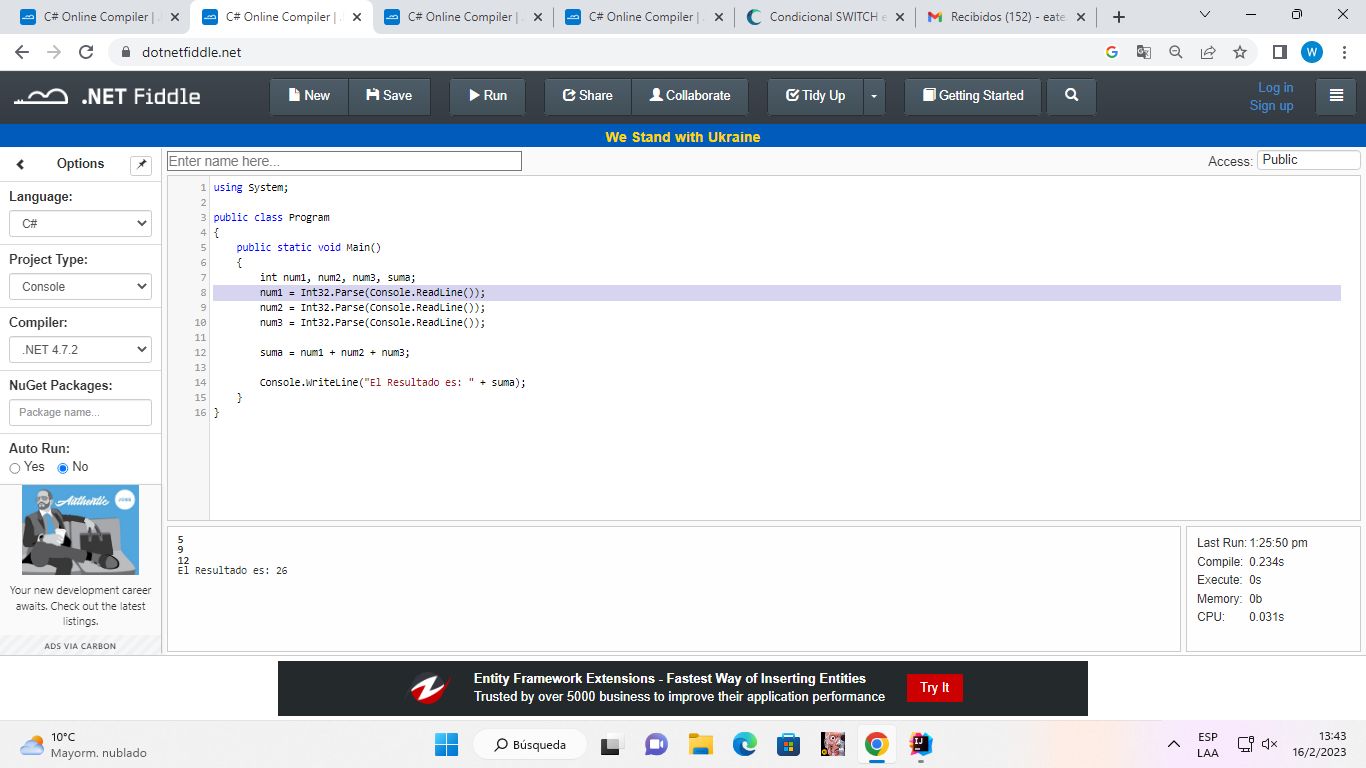 C# Online Compiler |
C# Online Compiler |
C# Online Compiler |
C# Online Compiler |
Condicional SWITCH e
Recibidos (152) - eate
dotnetfiddle.net
W
.NET Fiddle
New
Save
Run
Share
Collaborate
Tidy Up
Getting Started
Log in
Sign up
We Stand with Ukraine
Options
Enter name here...
Access: Public
Language:
C#
Project Type:
Console
Compiler:
.NET 4.7.2
NuGet Packages:
Package name...
Auto Run:
Yes No
1 using System;
2
3 public class Program
4 {
5 public static void Main()
6 {
7 int num1, num2, num3, suma;
8 num1 = Int32.Parse(Console.ReadLine());
9 num2 = Int32.Parse(Console.ReadLine());
10 num3 = Int32.Parse(Console.ReadLine());
11
12 suma = num1 + num2 + num3;
13
14 Console.WriteLine("El Resultado es: " + suma);
15 }
16 }
Authentic JOBS
Your new development career
awaits. Check out the latest
listings.
ADS VIA CARBON
5
9
12
El Resultado es: 26
Last Run: 1:25:50 pm
Compile: 0.234s
Execute: 0s
Memory: 0b
CPU: 0.031s
Entity Framework Extensions - Fastest Way of Inserting Entities
Trusted by over 5000 business to improve their application performance
Try It
10°C
Mayorm. nublado
Búsqueda
IJ
ESP
LAA
13:43
16/2/2023